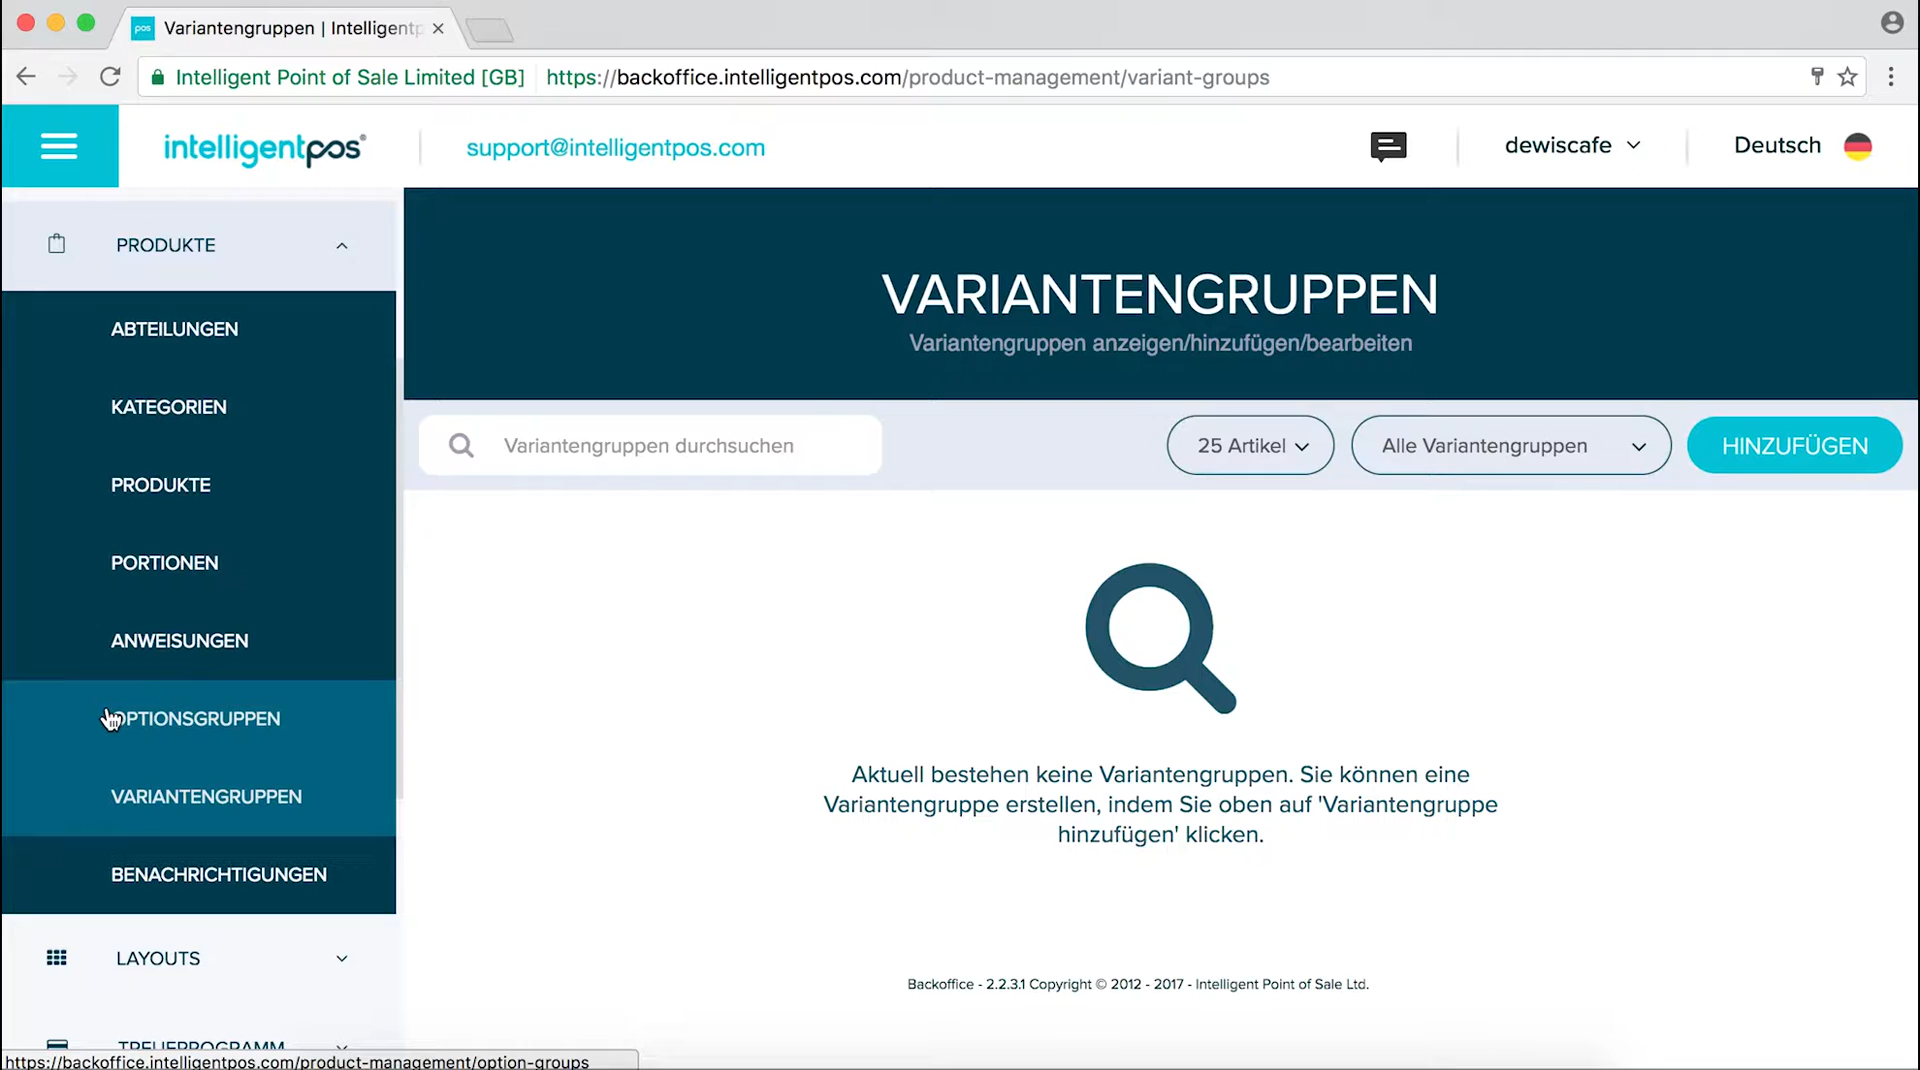 pos Variantengruppen | Intelligentp
Intelligent Point of Sale Limited [GB] https://backoffice.intelligentpos.com/product-management/variant-groups
intelligentpos® support@intelligentpos.com dewiscafe Deutsch
PRODUKTE
ABTEILUNGEN
KATEGORIEN
PRODUKTE
PORTIONEN
ANWEISUNGEN
OPTIONSGRUPPEN
VARIANTENGRUPPEN
BENACHRICHTIGUNGEN
LAYOUTS
TREUEPROGRAMM
VARIANTENGRUPPEN
Variantengruppen anzeigen/hinzufügen/bearbeiten
Variantengruppen durchsuchen 25 Artikel Alle Variantengruppen HINZUFÜGEN
Aktuell bestehen keine Variantengruppen. Sie können eine
Variantengruppe erstellen, indem Sie oben auf 'Variantengruppe
hinzufügen' klicken.
Backoffice - 2.2.3.1 Copyright © 2012 - 2017 - Intelligent Point of Sale Ltd.
https://backoffice.intelligentpos.com/product-management/option-groups